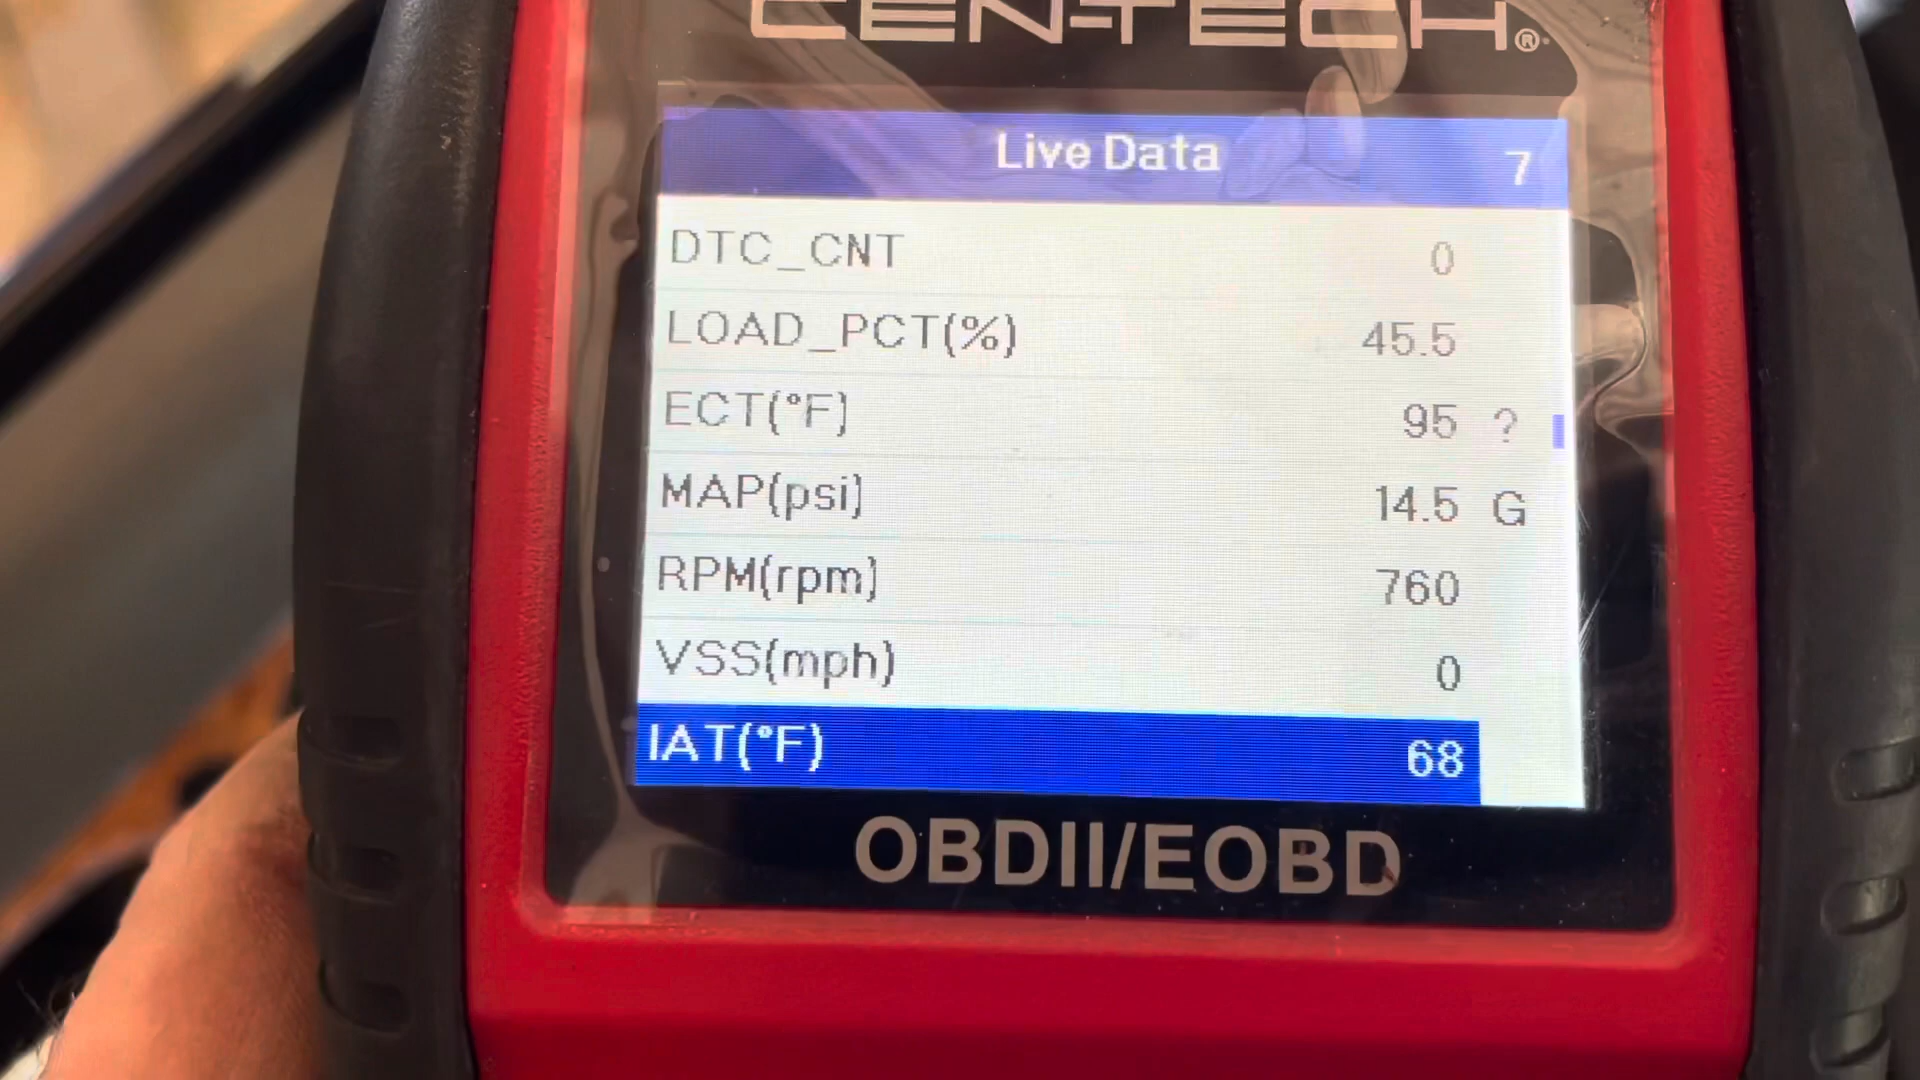 CEN-TECH®
Live Data 7
DTC_CNT 0
LOAD_PCT(%) 45.5
ECT(°F) 95 ?
MAP(psi) 14.5 G
RPM(rpm) 760
VSS(mph) 0
IAT(°F) 68
OBDII/EOBD